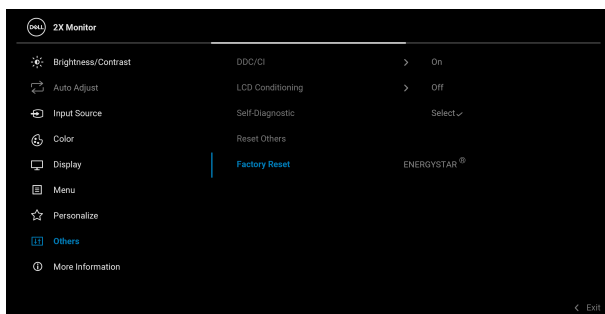 DELL 2X Monitor
Brightness/Contrast DDC/CI > On
Auto Adjust LCD Conditioning > Off
Input Source Self-Diagnostic Select✓
Color Reset Others
Display Factory Reset ENERGYSTAR ®
Menu
Personalize
Others
More Information
< Exit